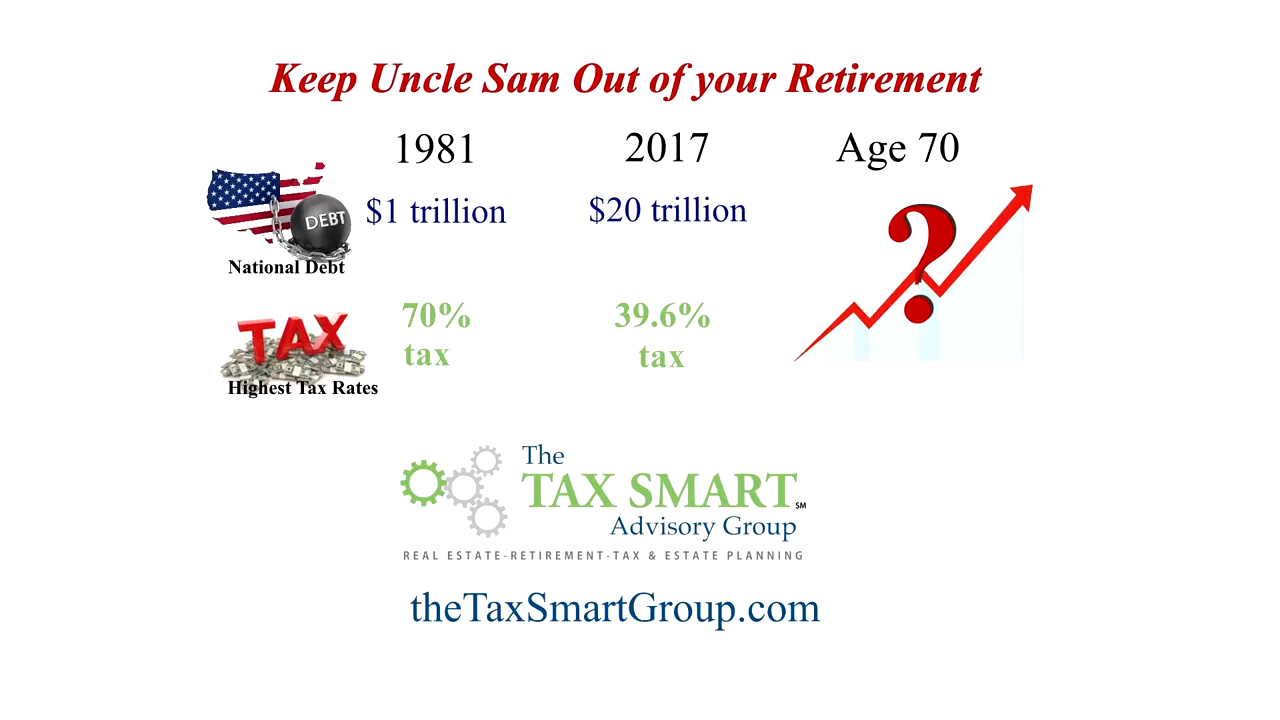 Keep Uncle Sam Out of your Retirement
1981 2017 Age 70
DEBT
$1 trillion $20 trillion
?
National Debt
TAX
70% tax
39.6% tax
Highest Tax Rates
The
TAX SMART℠
Advisory Group
REAL ESTATE-RETIREMENT-TAX & ESTATE PLANNING
theTaxSmartGroup.com